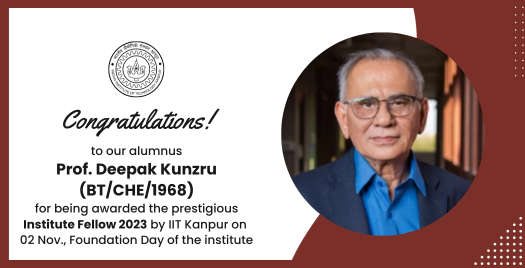 Congratulations!
to our alumnus
Prof. Deepak Kunzru
(BT/CHE/1968)
for being awarded the prestigious
Institute Fellow 2023 by IIT Kanpur on
02 Nov., Foundation Day of the institute